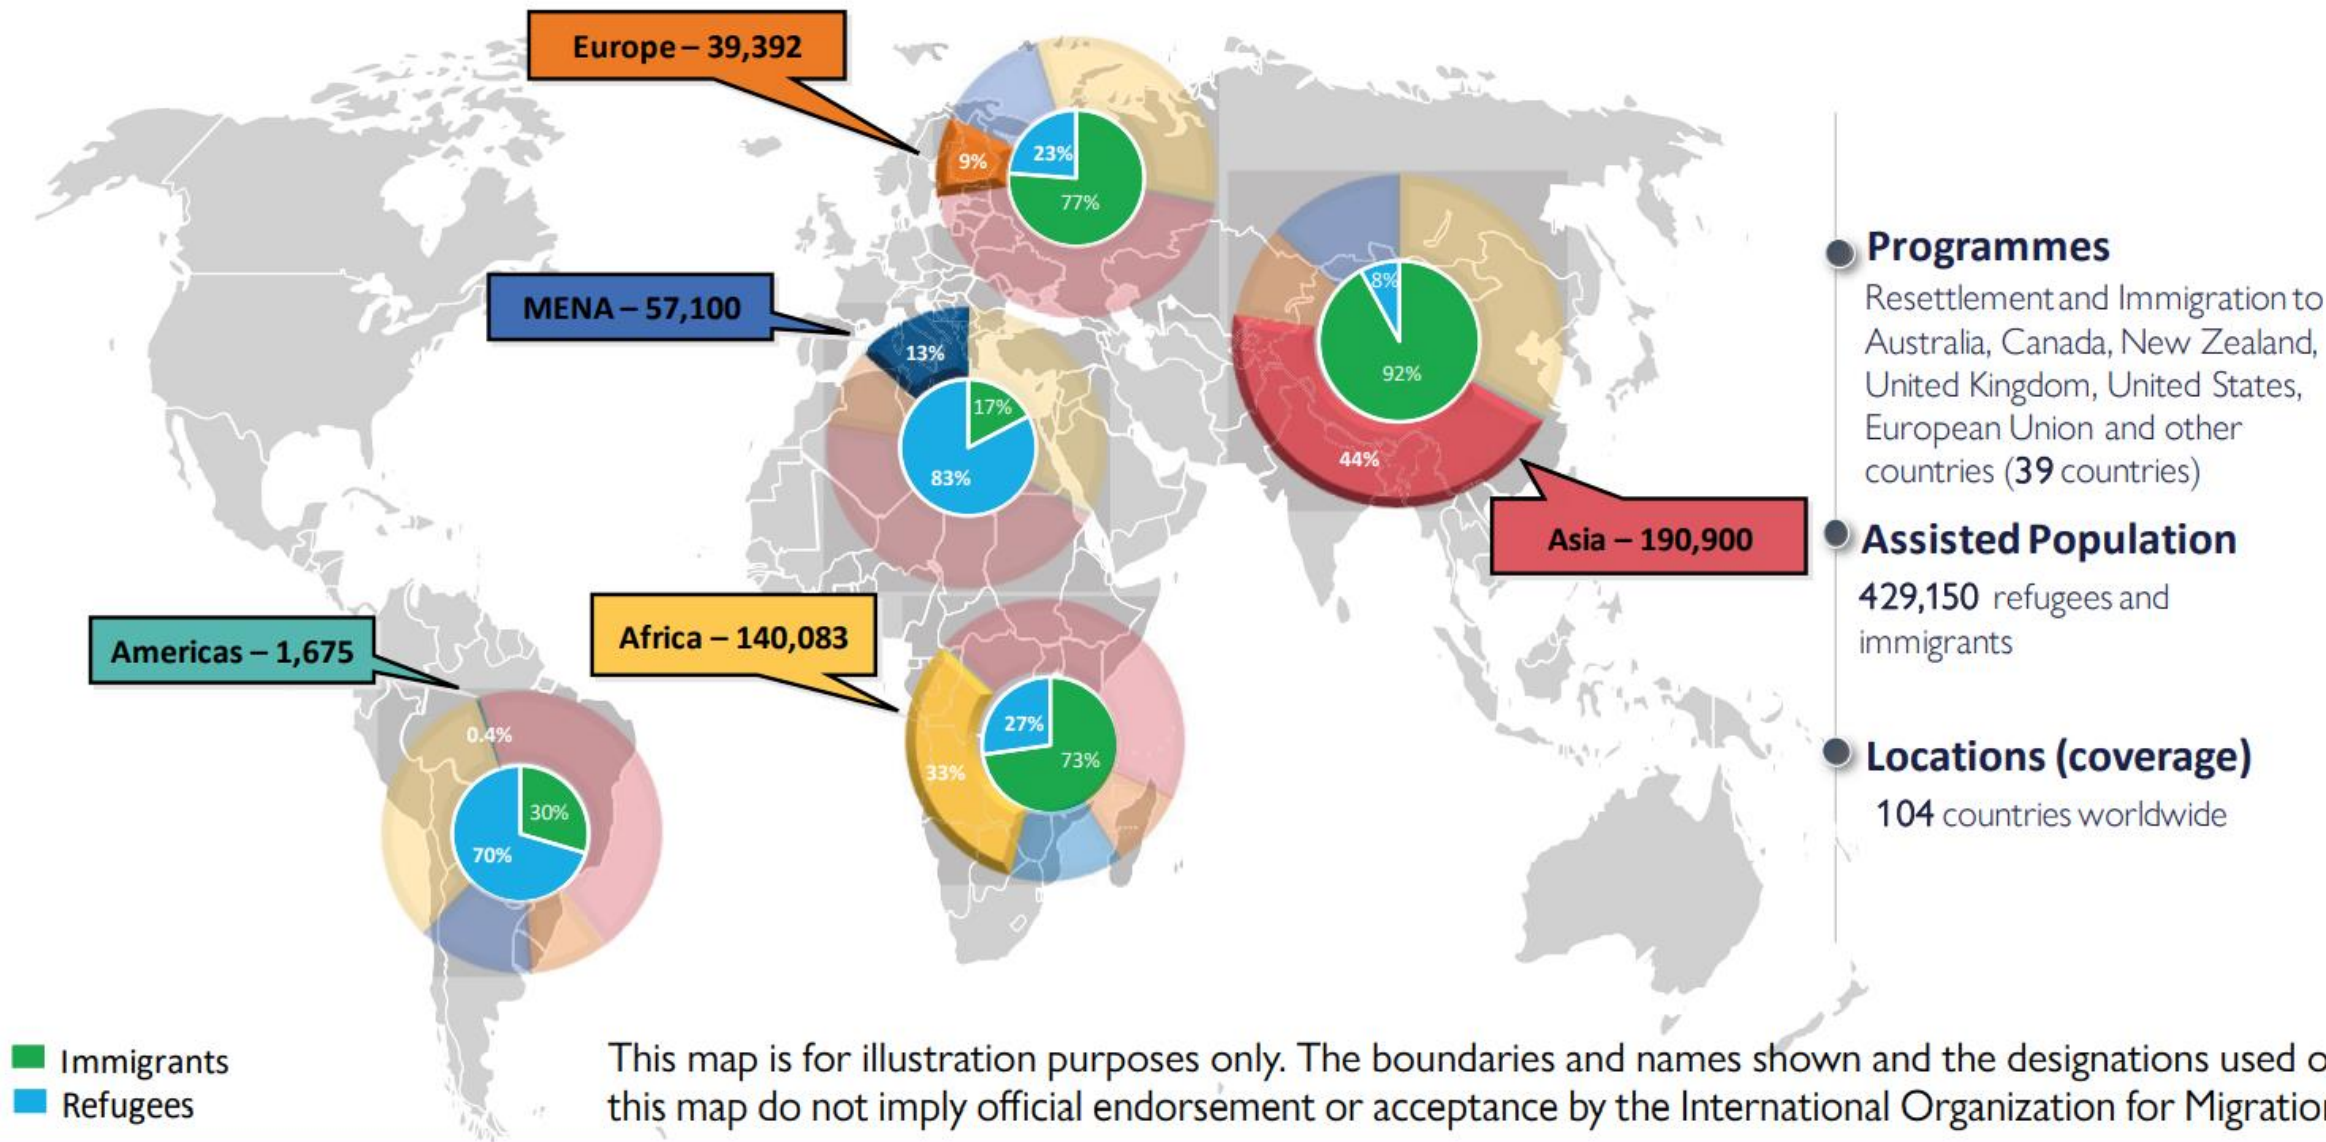 Europe – 39,392
9%
23%
77%
MENA – 57,100
13%
17%
83%
8%
92%
44%
Asia – 190,900
Americas – 1,675
0.4%
30%
70%
Africa – 140,083
27%
73%
33%
Programmes
Resettlement and Immigration to
Australia, Canada, New Zealand,
United Kingdom, United States,
European Union and other
countries (39 countries)
Assisted Population
429,150 refugees and
immigrants
Locations (coverage)
104 countries worldwide
Immigrants
Refugees
This map is for illustration purposes only. The boundaries and names shown and the designations used
this map do not imply official endorsement or acceptance by the International Organization for Migration